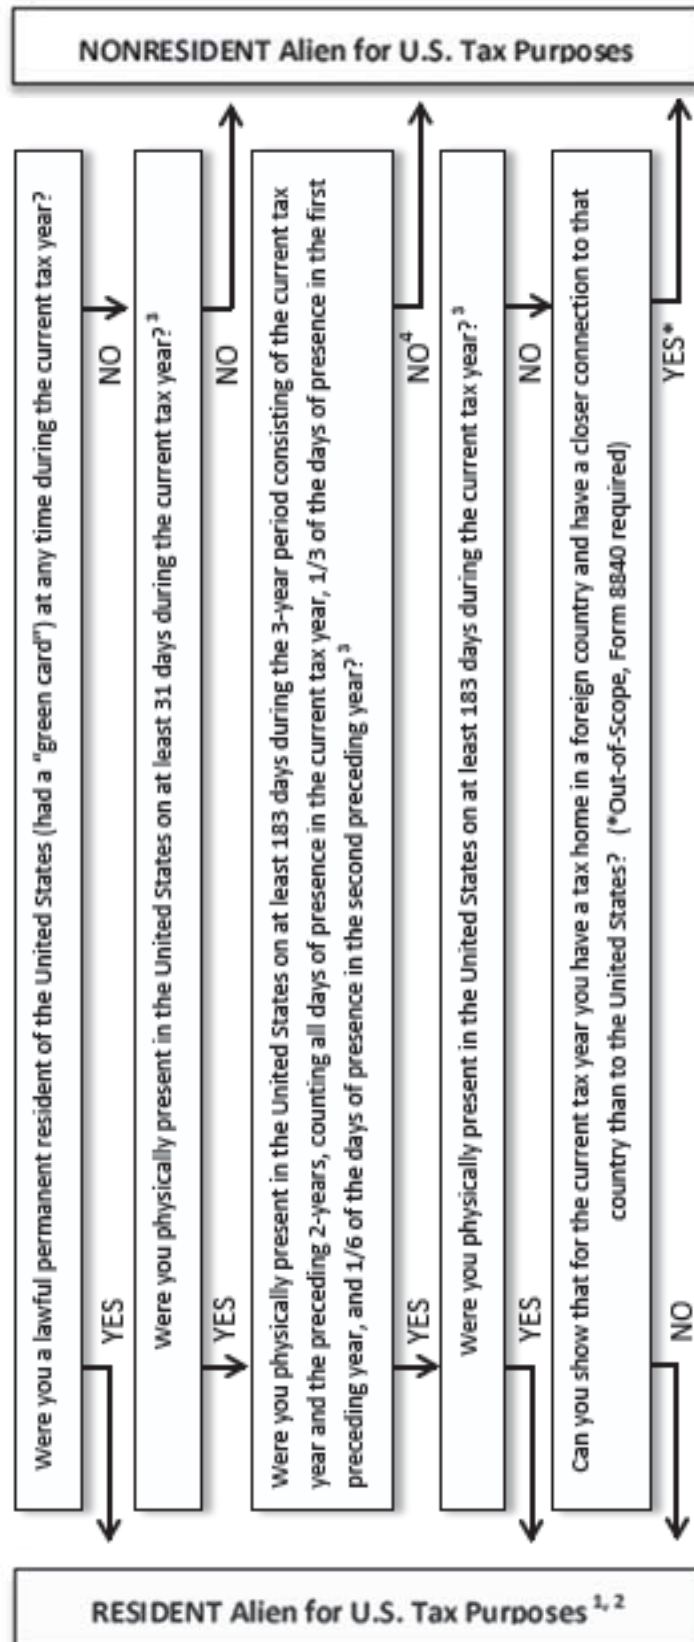 NONRESIDENT Alien for U.S. Tax Purposes
Were you a lawful permanent resident of the United States (had a "green card") at any time during the current tax year?
YES
NO
Were you physically present in the United States on at least 31 days during the current tax year? 3
YES
NO
Were you physically present in the United States on at least 183 days during the 3-year period consisting of the current tax
year and the preceding 2-years, counting all days of presence in the current tax year, 1/3 of the days of presence in the first
preceding year, and 1/6 of the days of presence in the second preceding year? 3
YES
NO4
Were you physically present in the United States on at least 183 days during the current tax year? 3
YES
NO
Can you show that for the current tax year you have a tax home in a foreign country and have a closer connection to that
country than to the United States? (*Out-of-Scope, Form 8840 required)
NO
YES*
RESIDENT Alien for U.S. Tax Purposes 1, 2